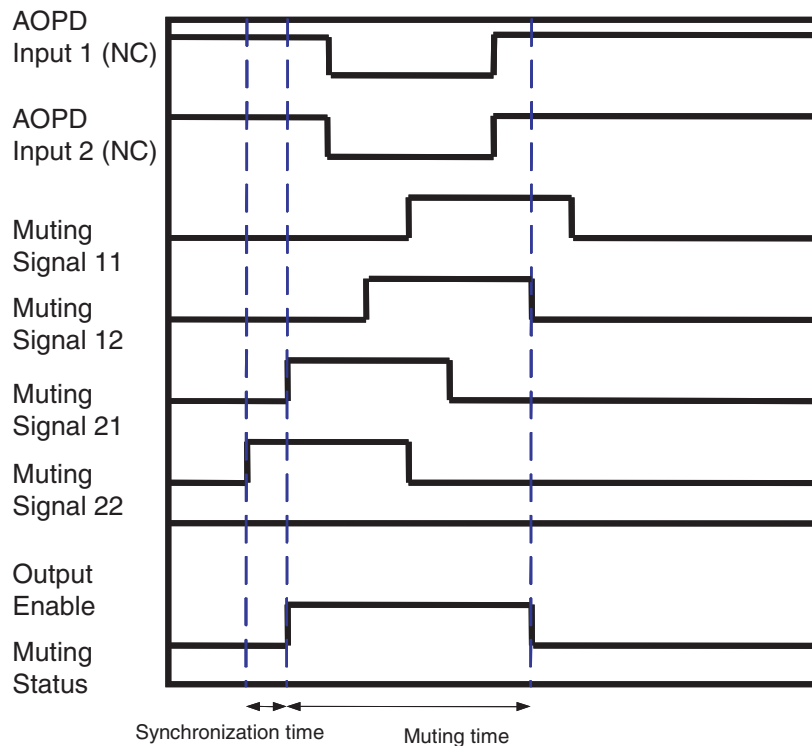 AOPD
Input 1 (NC)
AOPD
Input 2 (NC)
Muting
Signal 11
Muting
Signal 12
Muting
Signal 21
Muting
Signal 22
Output
Enable
Muting
Status
Synchronization time
Muting time